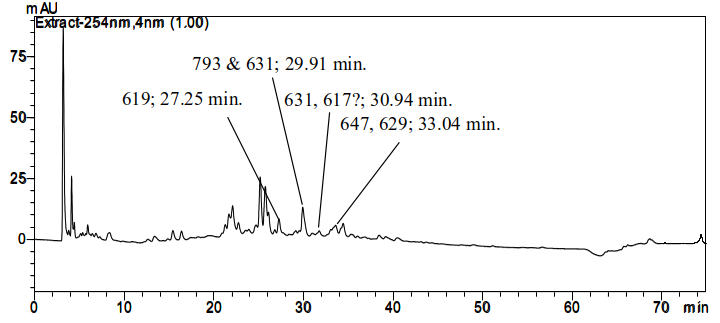 mAU
Extract-254nm,4nm (1.00)
75
793 & 631; 29.91 min.
619; 27.25 min.
631, 617?; 30.94 min.
50
647, 629; 33.04 min.
25
0
0 10 20 30 40 50 60 70 min